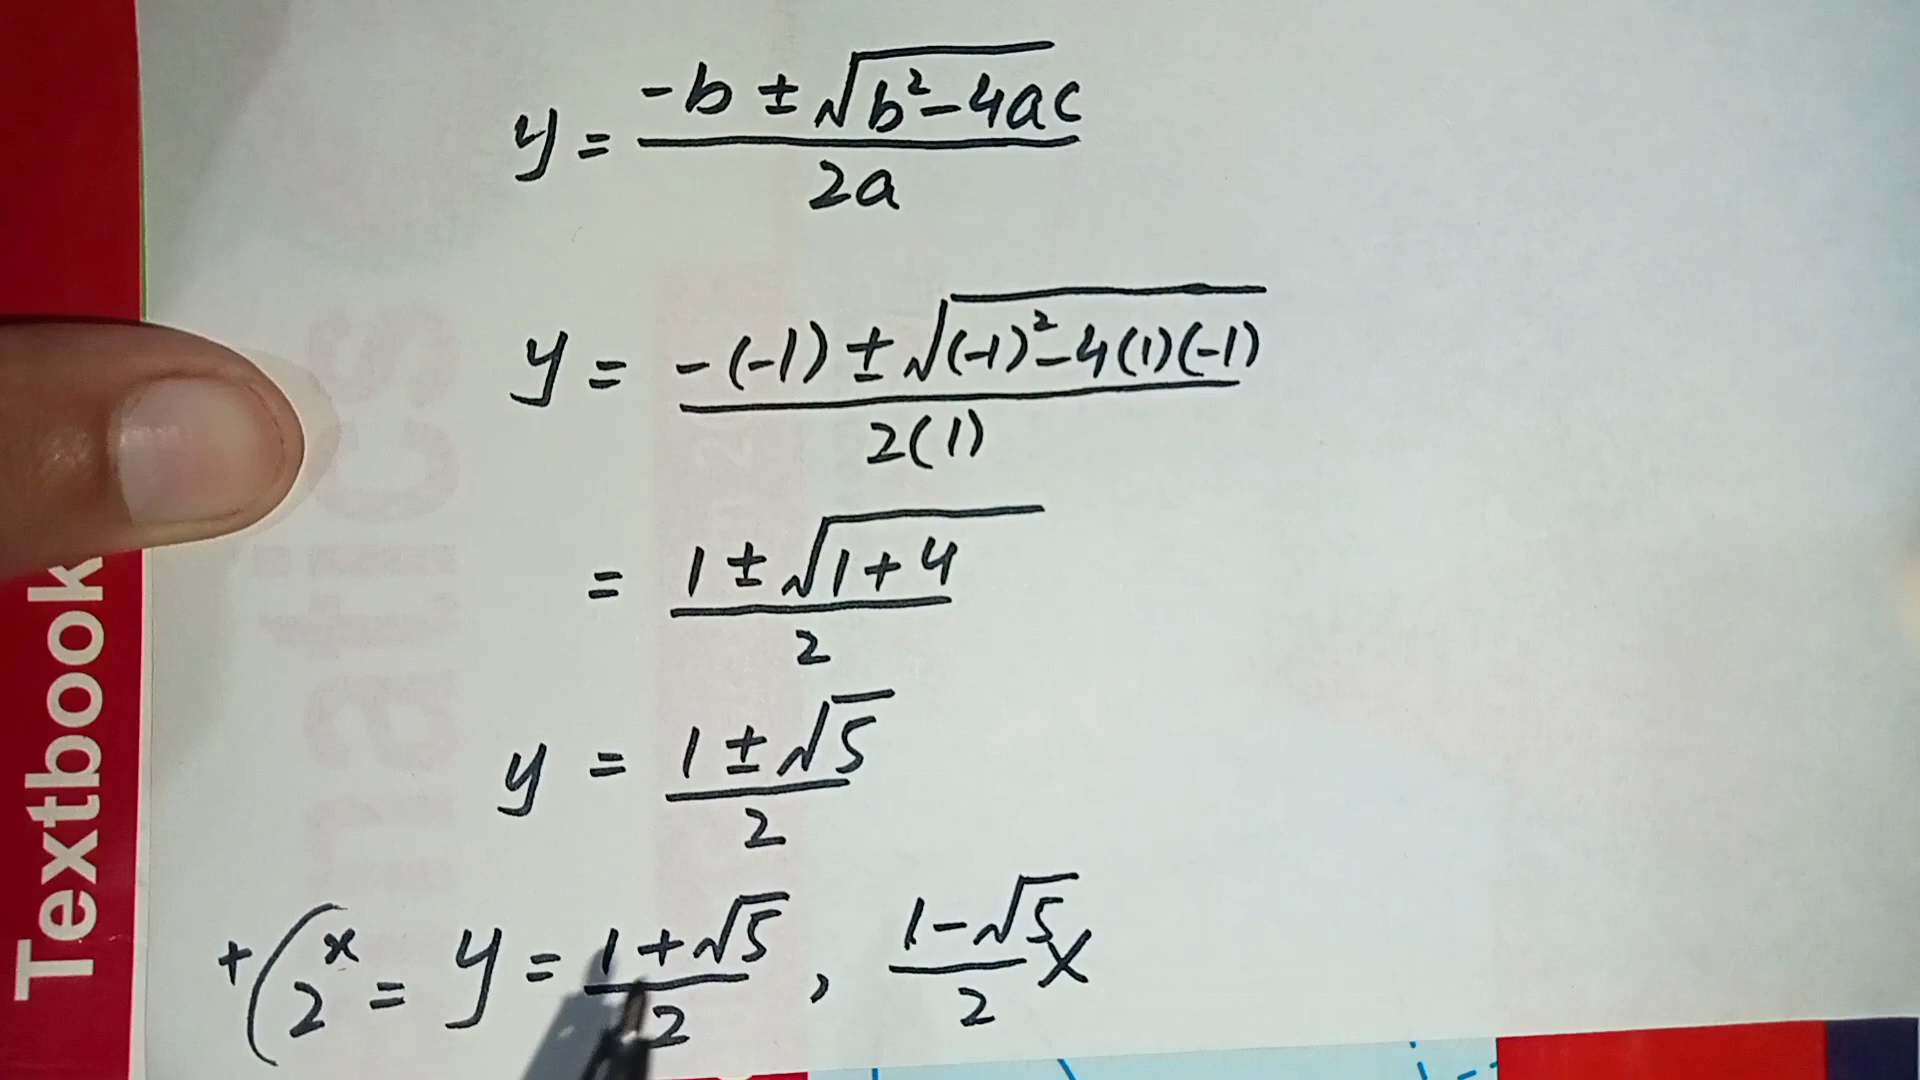 y = -b ± √b² - 4ac / 2a
y = -(-1) ± √(-1)² - 4(1)(-1) / 2(1)
= 1 ± √1 + 4 / 2
y = 1 ± √5 / 2
+( 2ˣ = y = 1 + √5 / 2 , 1 - √5 / 2 X
Textbook